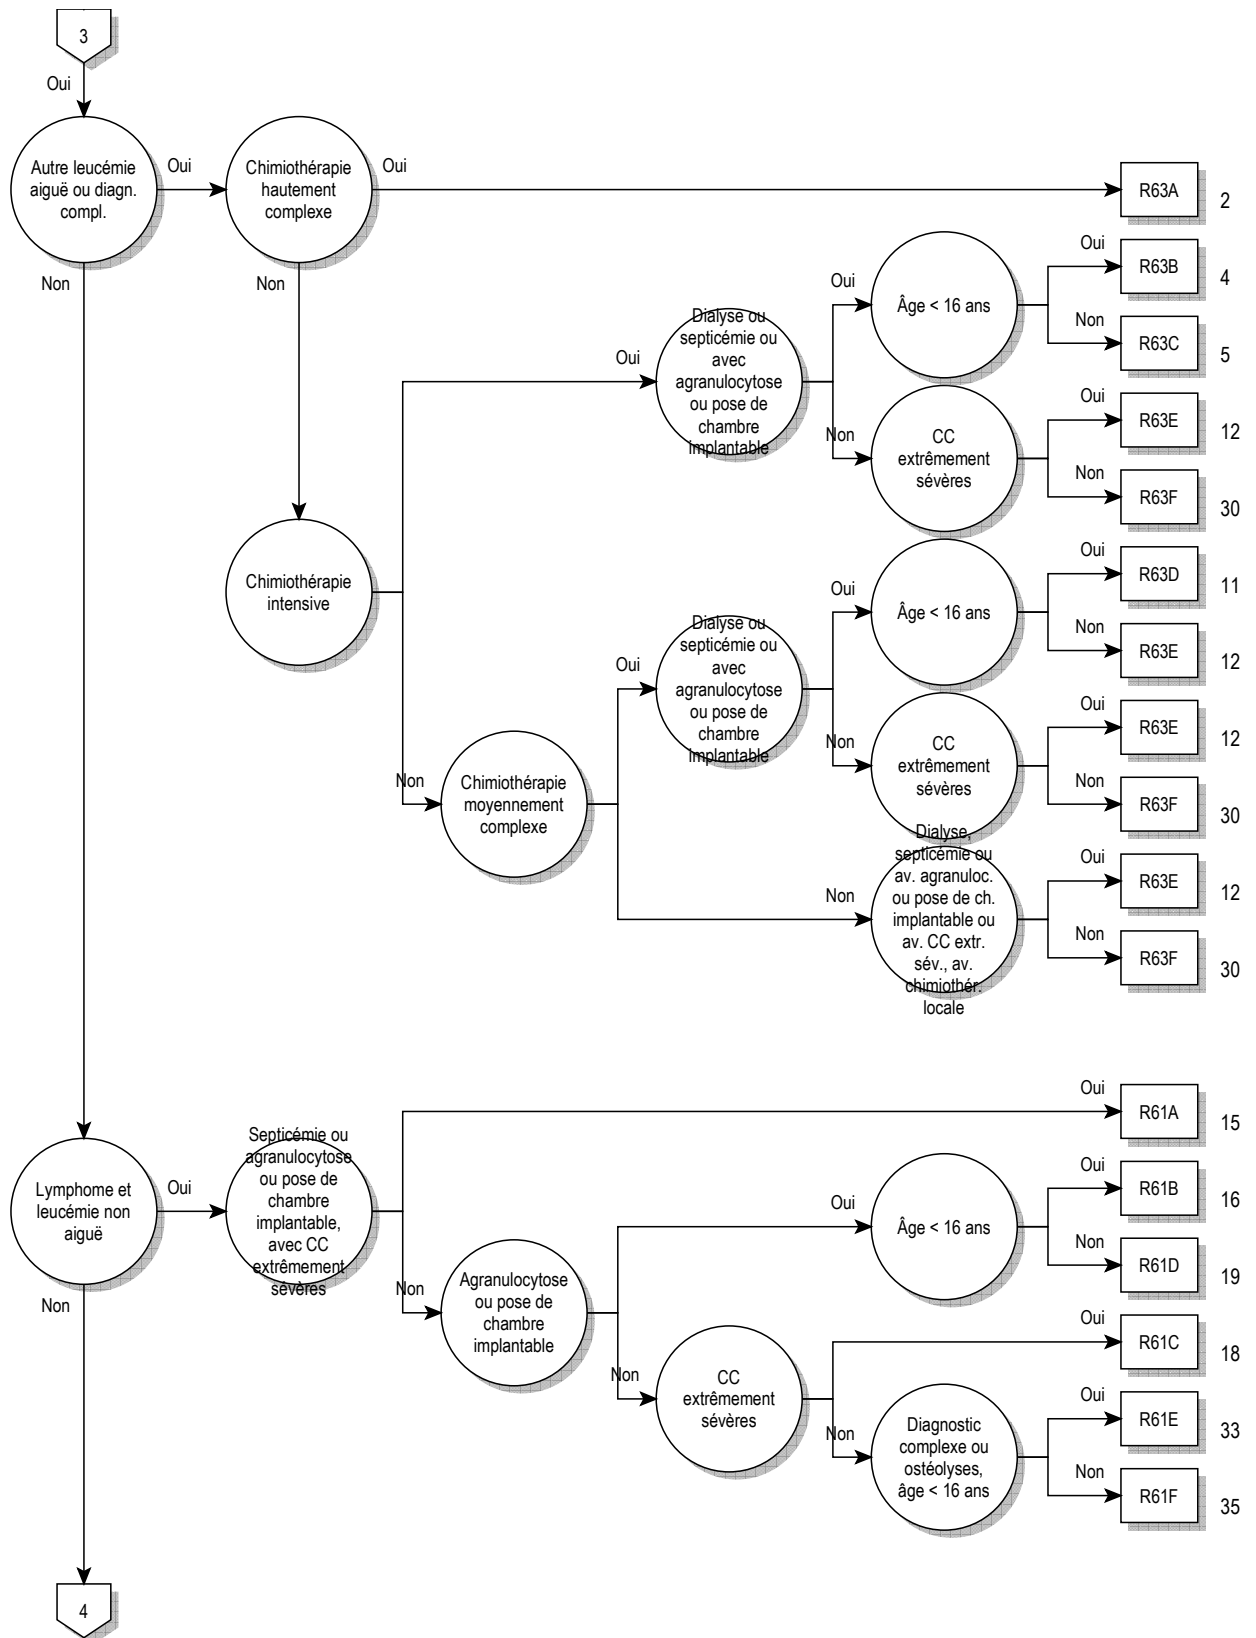 3
Oui
Autre leucémie
aiguë ou diagn.
compl.
Oui
Chimiothérapie
hautement
complexe
Oui
R63A
2
Non
Non
Chimiothérapie
intensive
Oui
Dialyse ou
septicémie ou
avec
agranulocytose
ou pose de
chambre
implantable
Oui
Âge < 16 ans
Oui
R63B
4
Non
R63C
5
Non
CC
extrêmement
sévères
Oui
R63E
12
Non
R63F
30
Non
Chimiothérapie
moyennement
complexe
Oui
Dialyse ou
septicémie ou
avec
agranulocytose
ou pose de
chambre
implantable
Oui
Âge < 16 ans
Oui
R63D
11
Non
R63E
12
Non
CC
extrêmement
sévères
Oui
R63E
12
Non
R63F
30
Non
Dialyse,
septicémie ou
av. agranuloc.
ou pose de ch.
implantable ou
av. CC extr.
sév., av.
chimiothér.
locale
Oui
R63E
12
Non
R63F
30
Lymphome et
leucémie non
aiguë
Oui
Septicémie ou
agranulocytose
ou pose de
chambre
implantable,
avec CC
extrêmement
sévères
Oui
R61A
15
Non
Agranulocytose
ou pose de
chambre
implantable
Oui
Âge < 16 ans
Oui
R61B
16
Non
R61D
19
Non
CC
extrêmement
sévères
Oui
R61C
18
Non
Diagnostic
complexe ou
ostéolyses,
âge < 16 ans
Oui
R61E
33
Non
R61F
35
Non
4